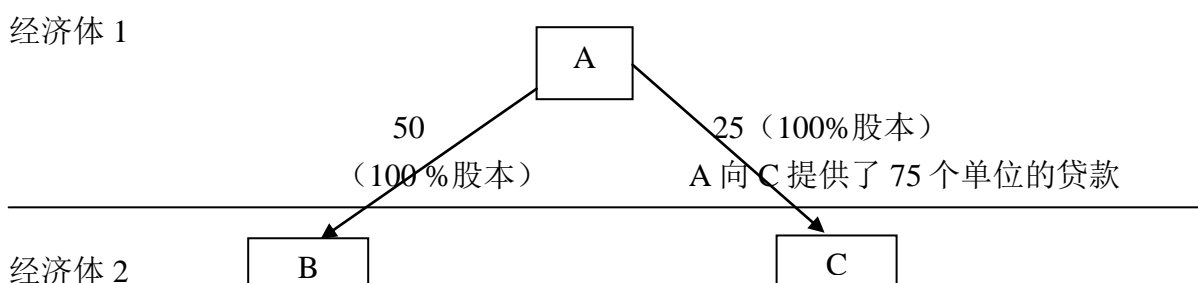 经济体 1
A
50
25（100%股本）
（100 %股本）
A 向 C 提供了 75 个单位的贷款
经济体 2
B
C